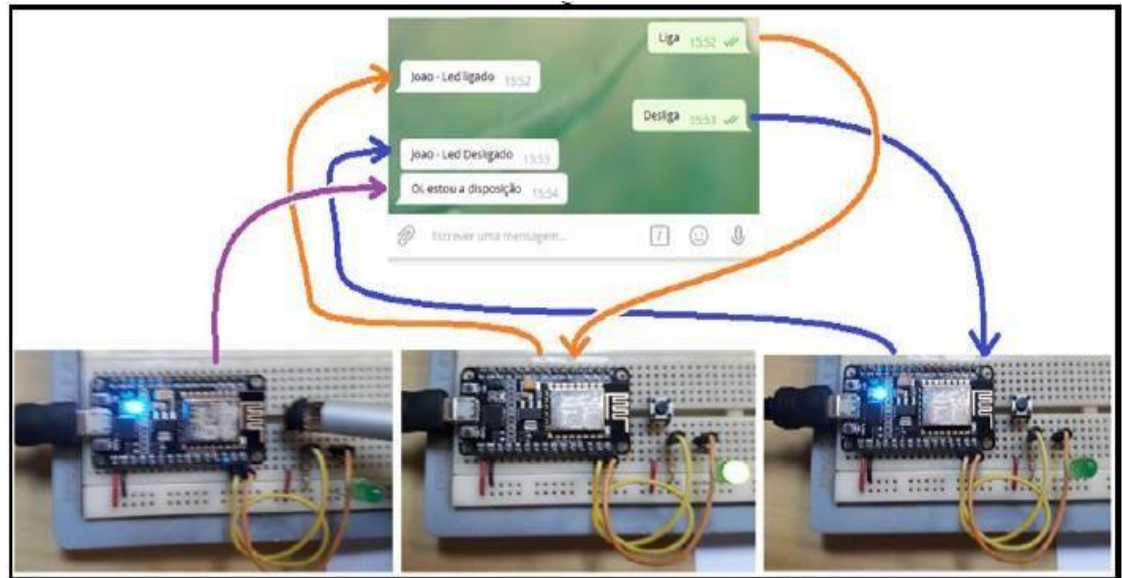 Liga 15:52
Joao - Led ligado 15:52
Desliga 15:53
Joao - Led Desligado 15:53
Oi, estou a disposição 15:54
Escrever uma mensagem...